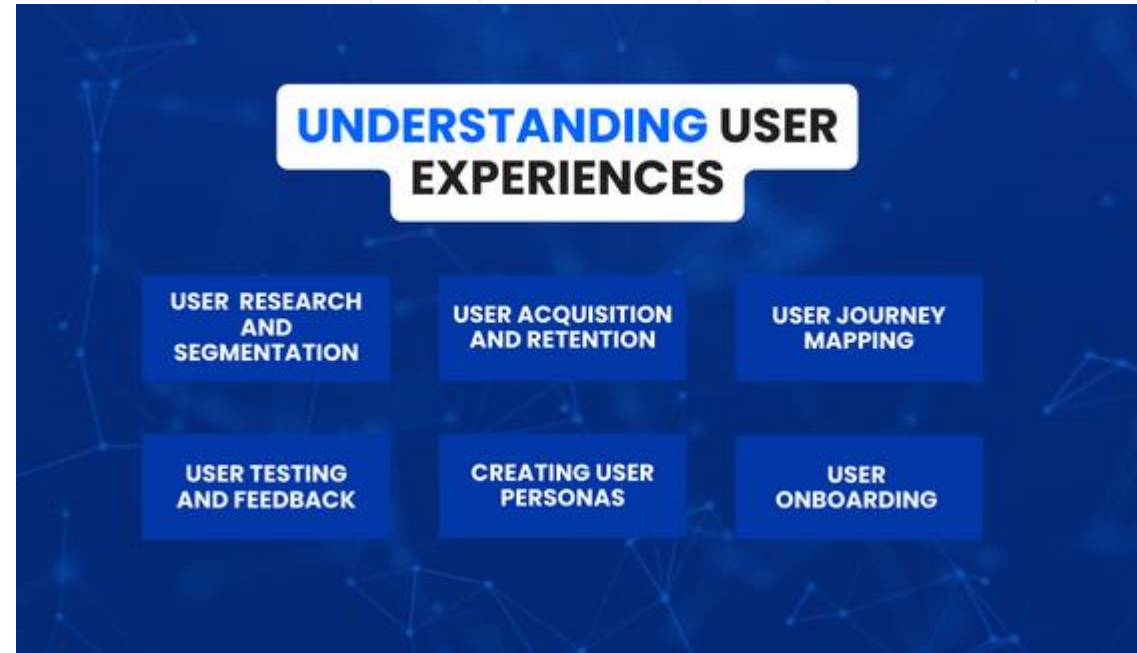 UNDERSTANDING USER
EXPERIENCES
USER RESEARCH
AND
SEGMENTATION
USER ACQUISITION
AND RETENTION
USER JOURNEY
MAPPING
USER TESTING
AND FEEDBACK
CREATING USER
PERSONAS
USER
ONBOARDING